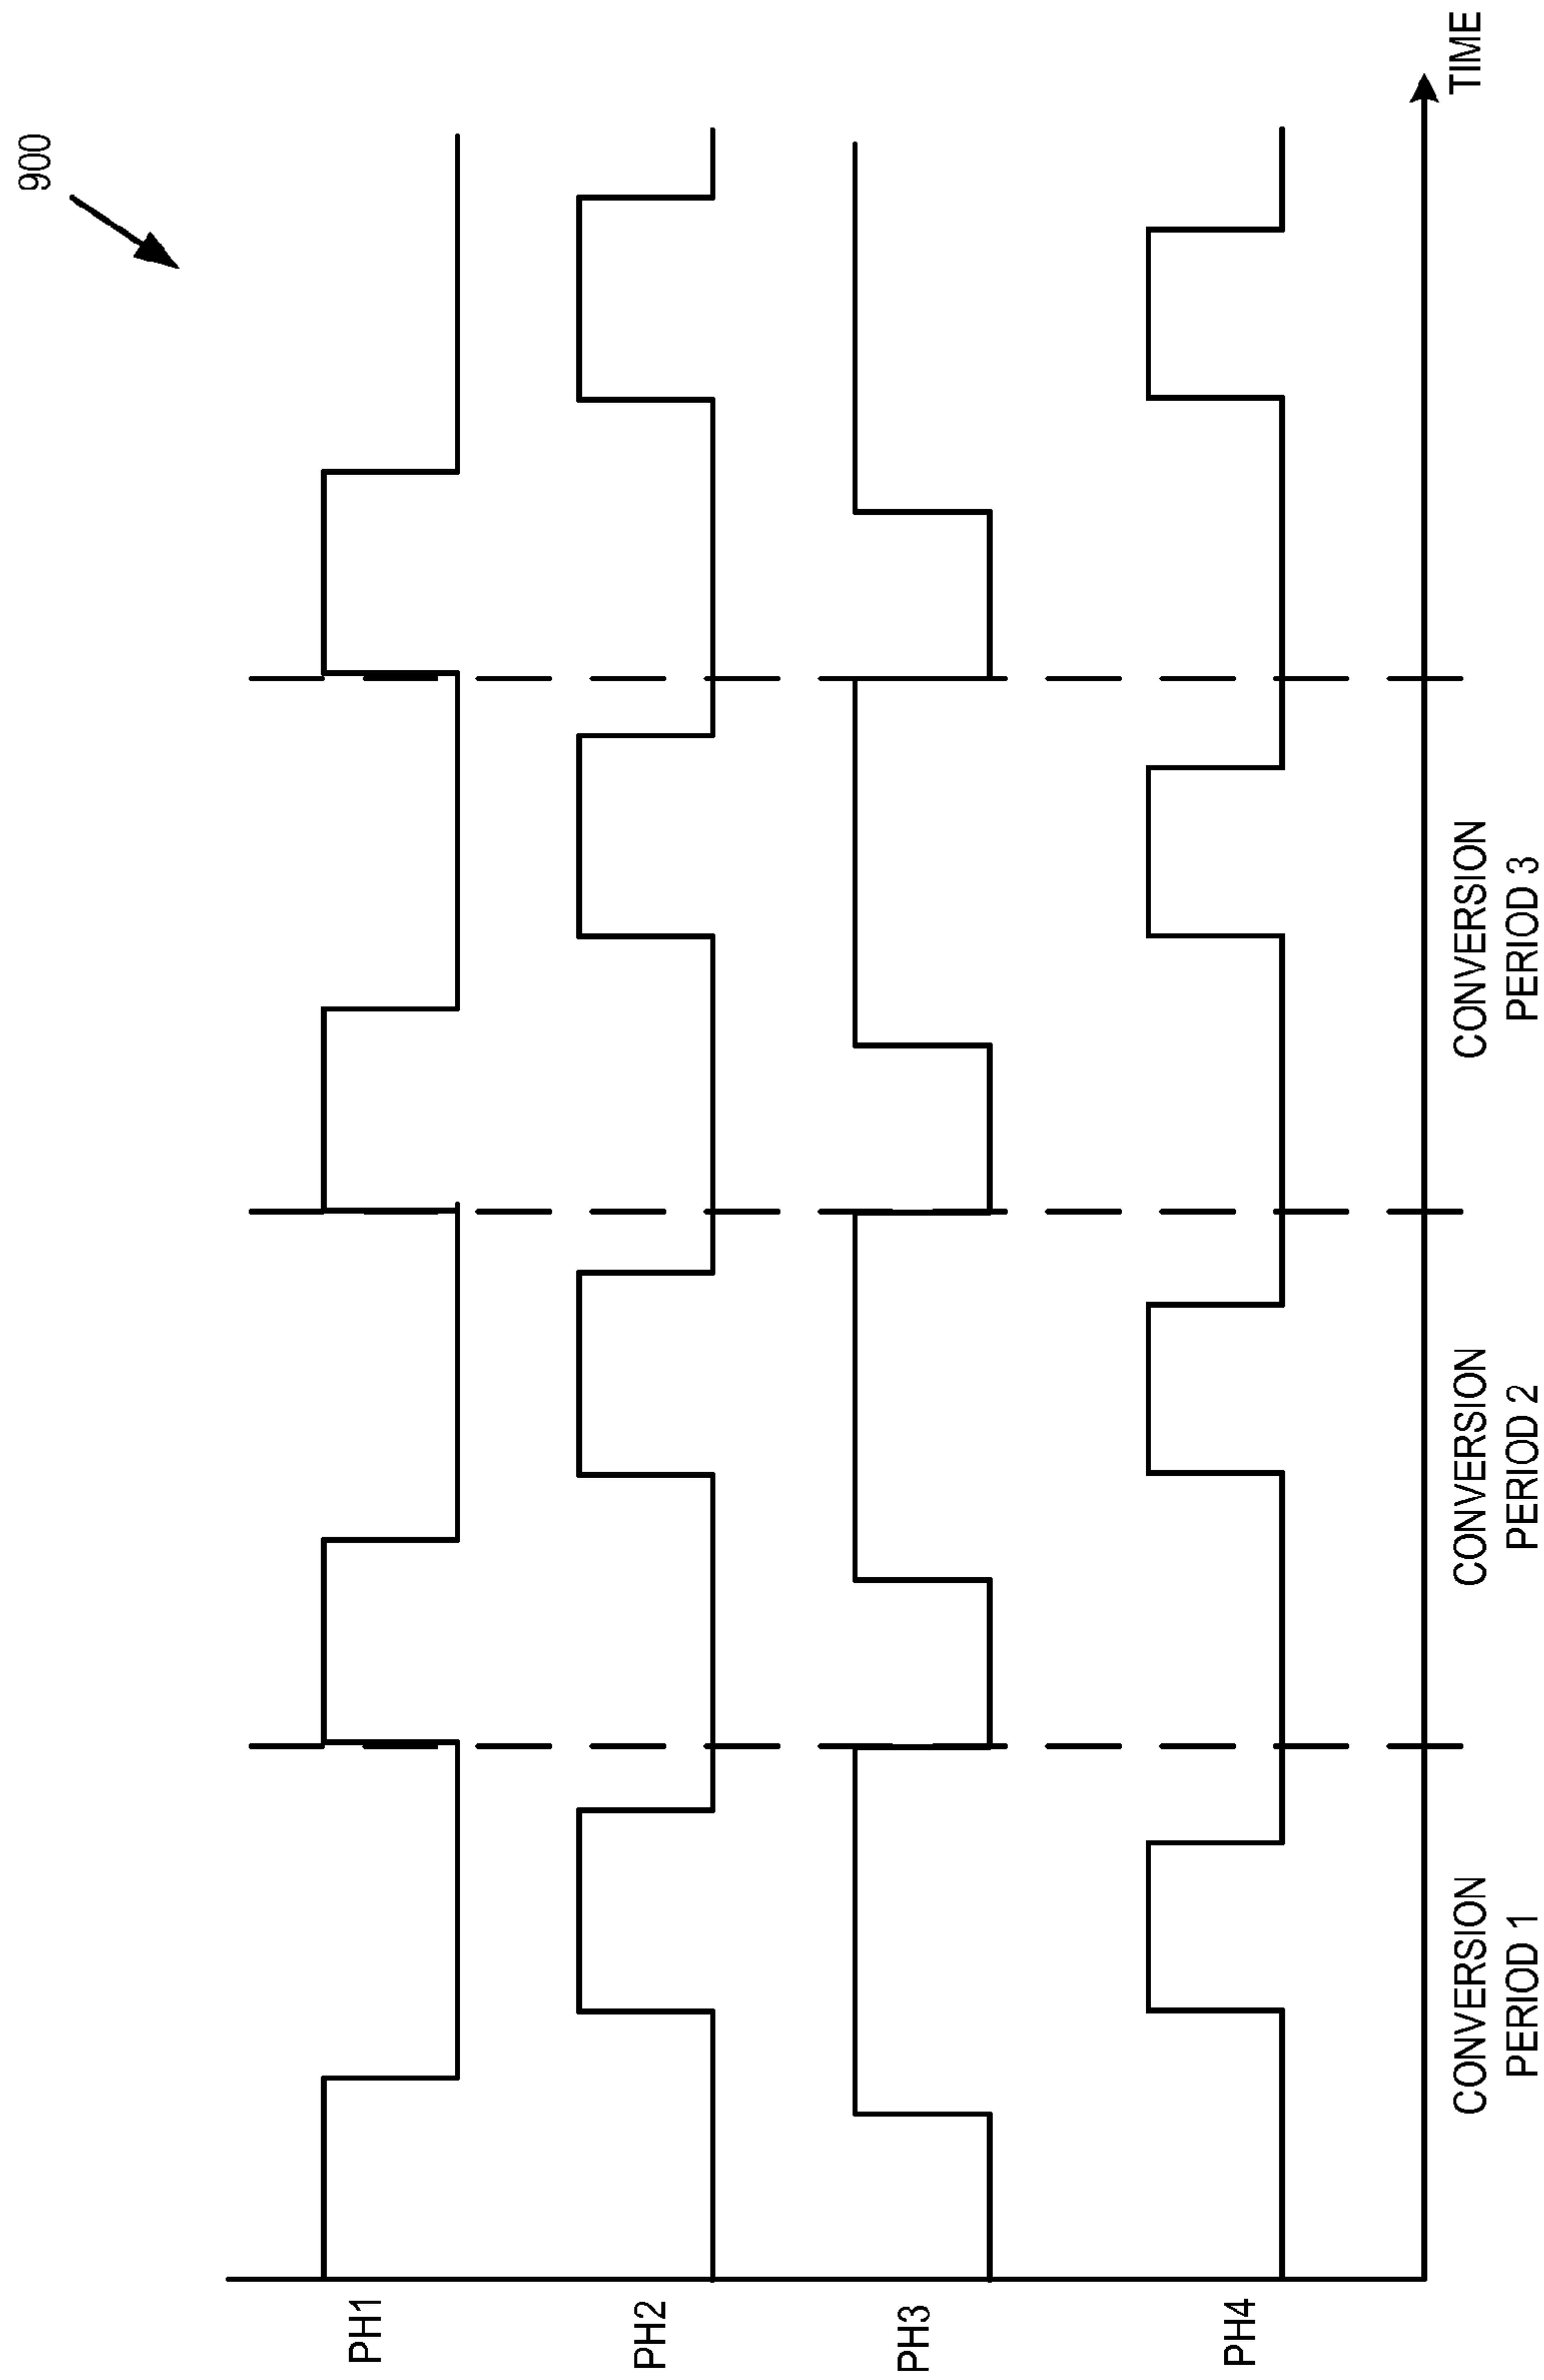 900
PH1
PH2
PH3
PH4
TIME
CONVERSION
PERIOD 1
CONVERSION
PERIOD 2
CONVERSION
PERIOD 3